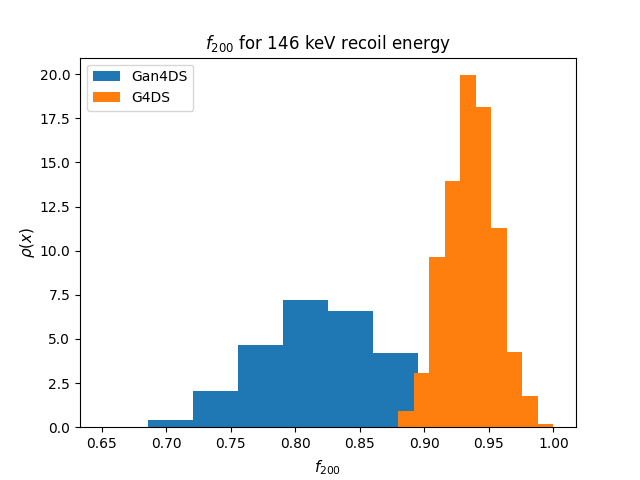 f₂₀₀ for 146 keV recoil energy
Gan4DS
G4DS
20.0
17.5
15.0
12.5
10.0
7.5
5.0
2.5
0.0
ρ(x)
0.65 0.70 0.75 0.80 0.85 0.90 0.95 1.00
f₂₀₀